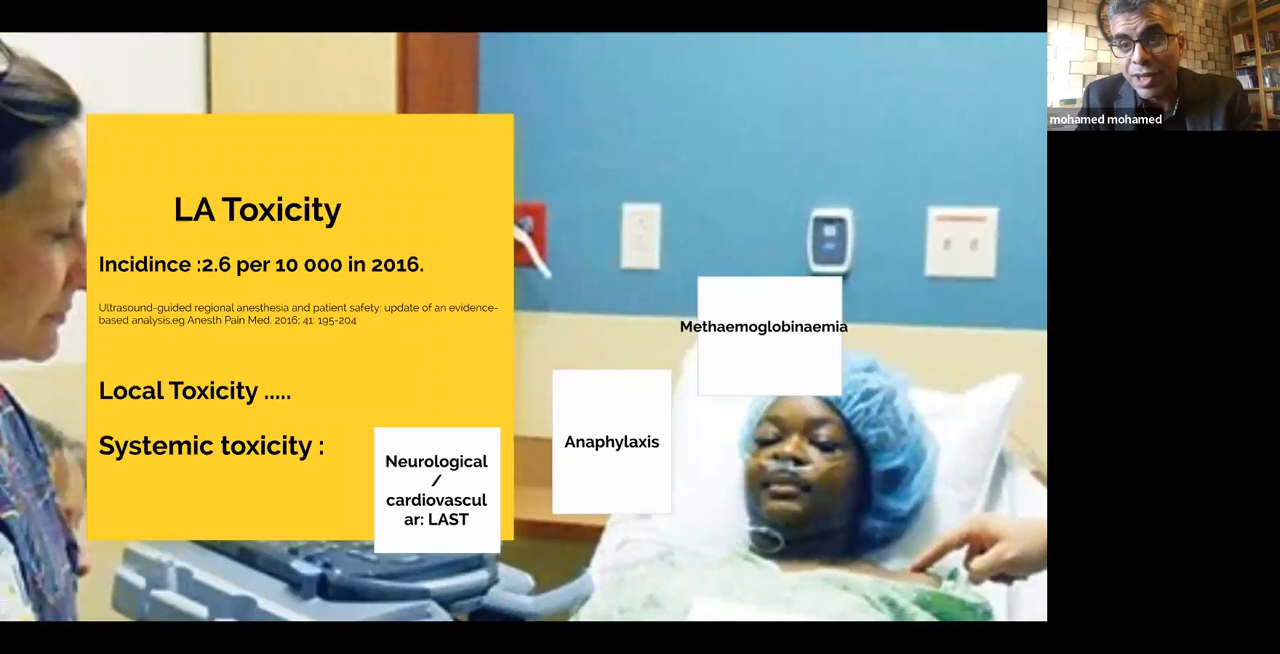 LA Toxicity
Incidince :2.6 per 10 000 in 2016.
Ultrasound-guided regional anesthesia and patient safety: update of an evidence-
based analysis.eg Anesth Pain Med. 2016; 41: 195-204
Local Toxicity .....
Systemic toxicity :
Neurological
/
cardiovascul
ar: LAST
Anaphylaxis
Methaemoglobinaemia
mohamed mohamed